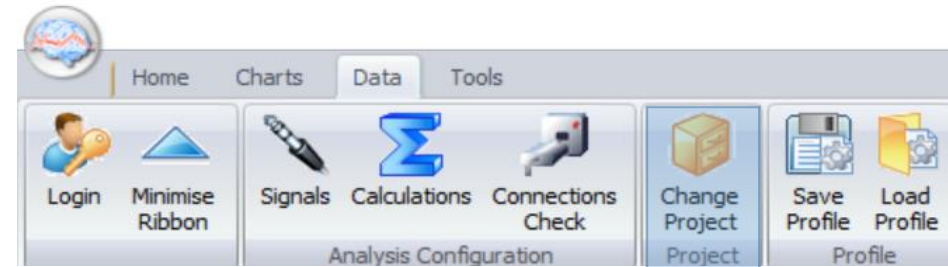 Home Charts Data Tools
Login Minimise Ribbon Signals Calculations Connections Check Change Project Save Profile Load Profile
Analysis Configuration Project Profile